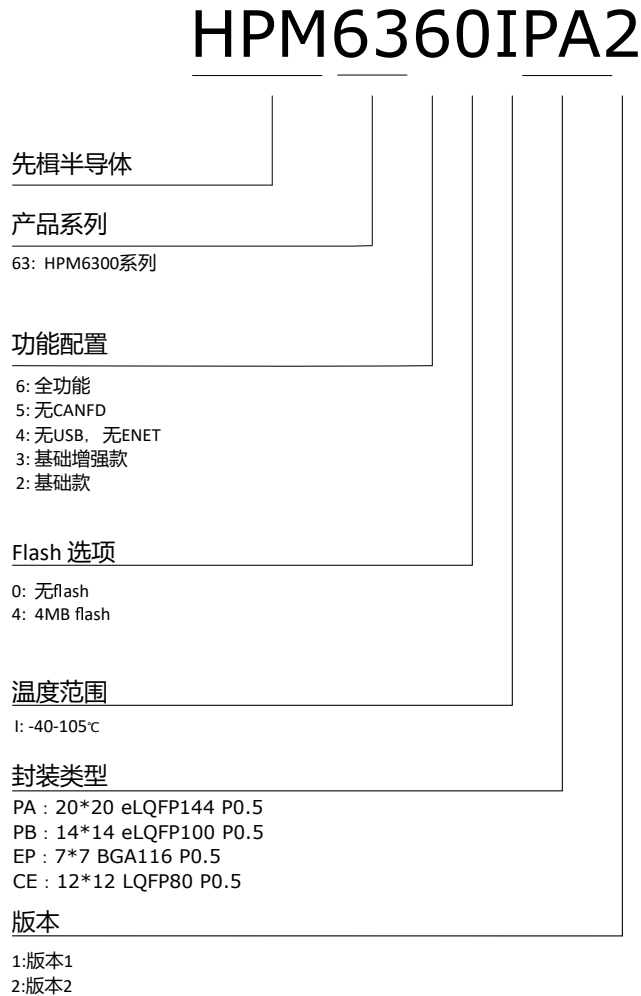 HPM6360IPA2
先楫半导体
产品系列
63: HPM6300系列
功能配置
6: 全功能
5: 无CANFD
4: 无USB, 无ENET
3: 基础增强款
2: 基础款
Flash 选项
0: 无flash
4: 4MB flash
温度范围
I: -40-105℃
封装类型
PA : 20*20 eLQFP144 P0.5
PB : 14*14 eLQFP100 P0.5
EP : 7*7 BGA116 P0.5
CE : 12*12 LQFP80 P0.5
版本
1:版本1
2:版本2